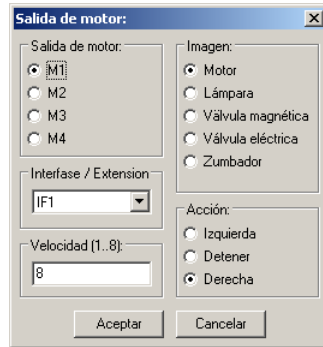 Salida de motor:
Salida de motor:
M1
M2
M3
M4
Interfase / Extension
IF1
Velocidad (1..8):
8
Imagen:
Motor
Lámpara
Välvula magnética
Válvula eléctrica
Zumbador
Acción:
Izquierda
Detener
Derecha
Aceptar
Cancelar